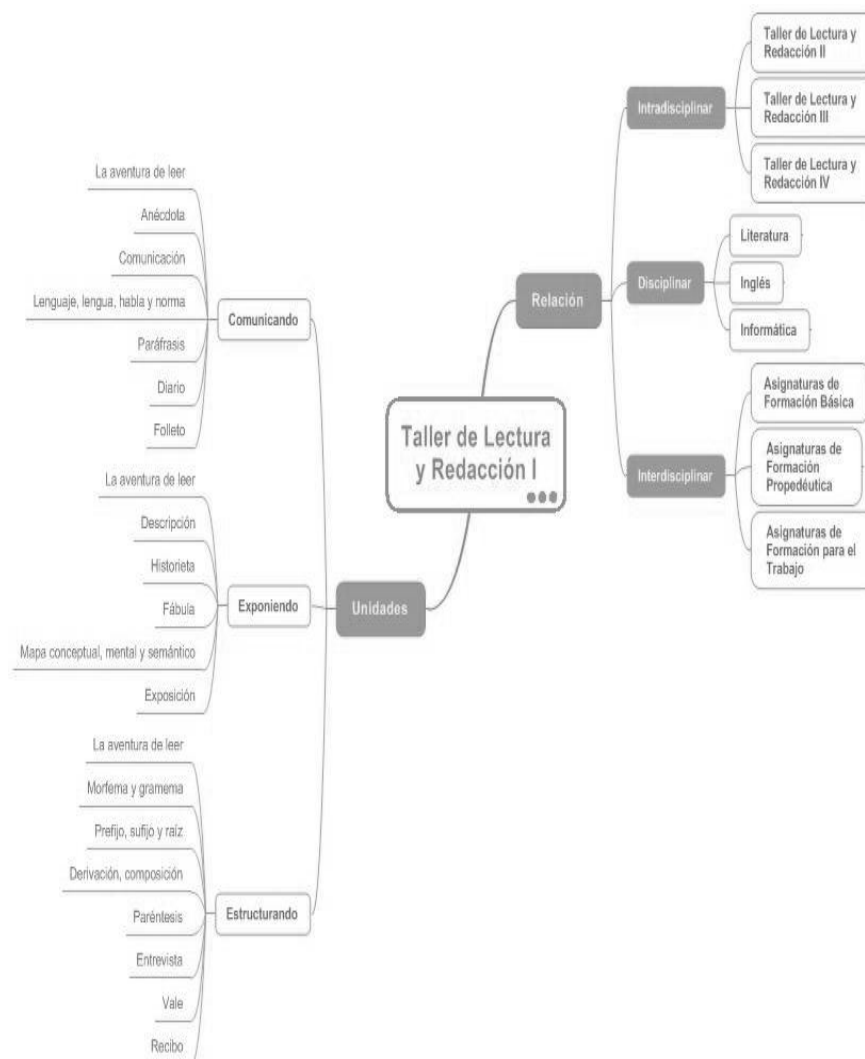 Taller de Lectura
y Redacción I
Relación
Intradisciplinar
Taller de Lectura y
Redacción II
Taller de Lectura y
Redacción III
Taller de Lectura y
Redacción IV
Disciplinar
Literatura
Inglés
Informática
Interdisciplinar
Asignaturas de
Formación Básica
Asignaturas de
Formación
Propedéutica
Asignaturas de
Formación para el
Trabajo
Unidades
Comunicando
La aventura de leer
Anécdota
Comunicación
Lenguaje, lengua, habla y norma
Paráfrasis
Diario
Folleto
Exponiendo
La aventura de leer
Descripción
Historieta
Fábula
Mapa conceptual, mental y semántico
Exposición
Estructurando
La aventura de leer
Morfema y gramema
Prefijo, sufijo y raíz
Derivación, composición
Paréntesis
Entrevista
Vale
Recibo